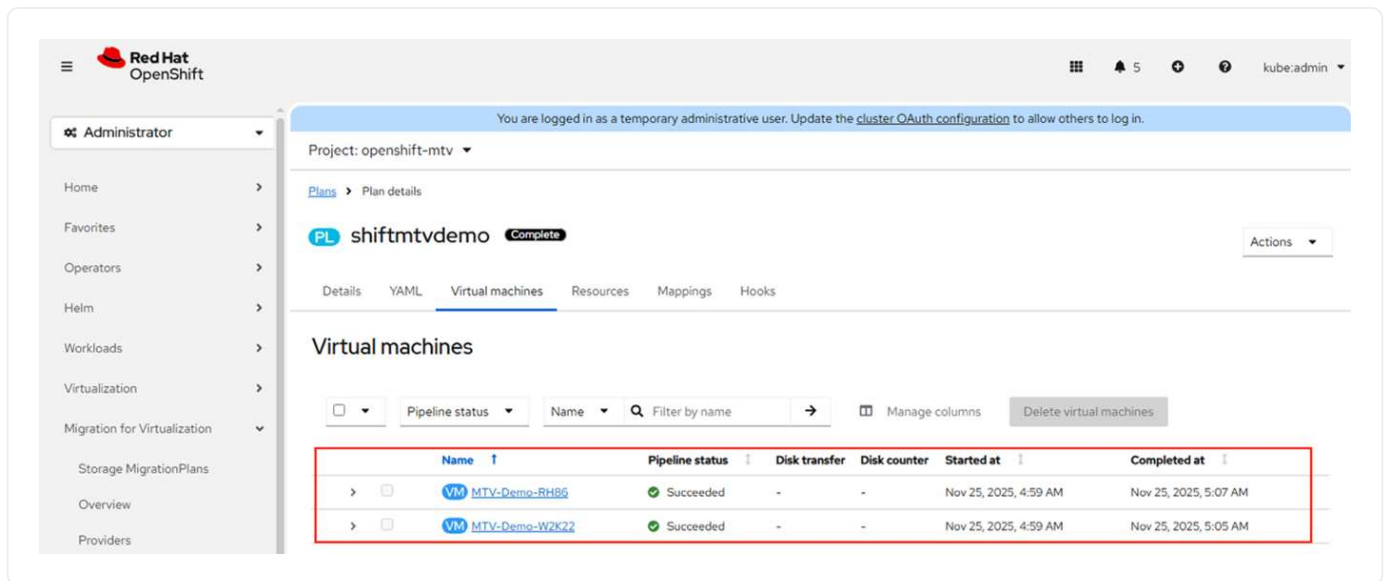 Red Hat
OpenShift
5
kube:admin
Administrator
You are logged in as a temporary administrative user. Update the cluster OAuth configuration to allow others to log in.
Project: openshift-mtv
Home
Plans > Plan details
Favorites
PL shiftmtvdemo Complete
Actions
Operators
Details YAML Virtual machines Resources Mappings Hooks
Helm
Workloads
Virtual machines
Virtualization
Pipeline status Name Filter by name Manage columns Delete virtual machines
Migration for Virtualization
Name Pipeline status Disk transfer Disk counter Started at Completed at
Storage MigrationPlans
VM MTV-Demo-RH86 Succeeded - - Nov 25, 2025, 4:59 AM Nov 25, 2025, 5:07 AM
Overview
VM MTV-Demo-W2K22 Succeeded - - Nov 25, 2025, 4:59 AM Nov 25, 2025, 5:05 AM
Providers